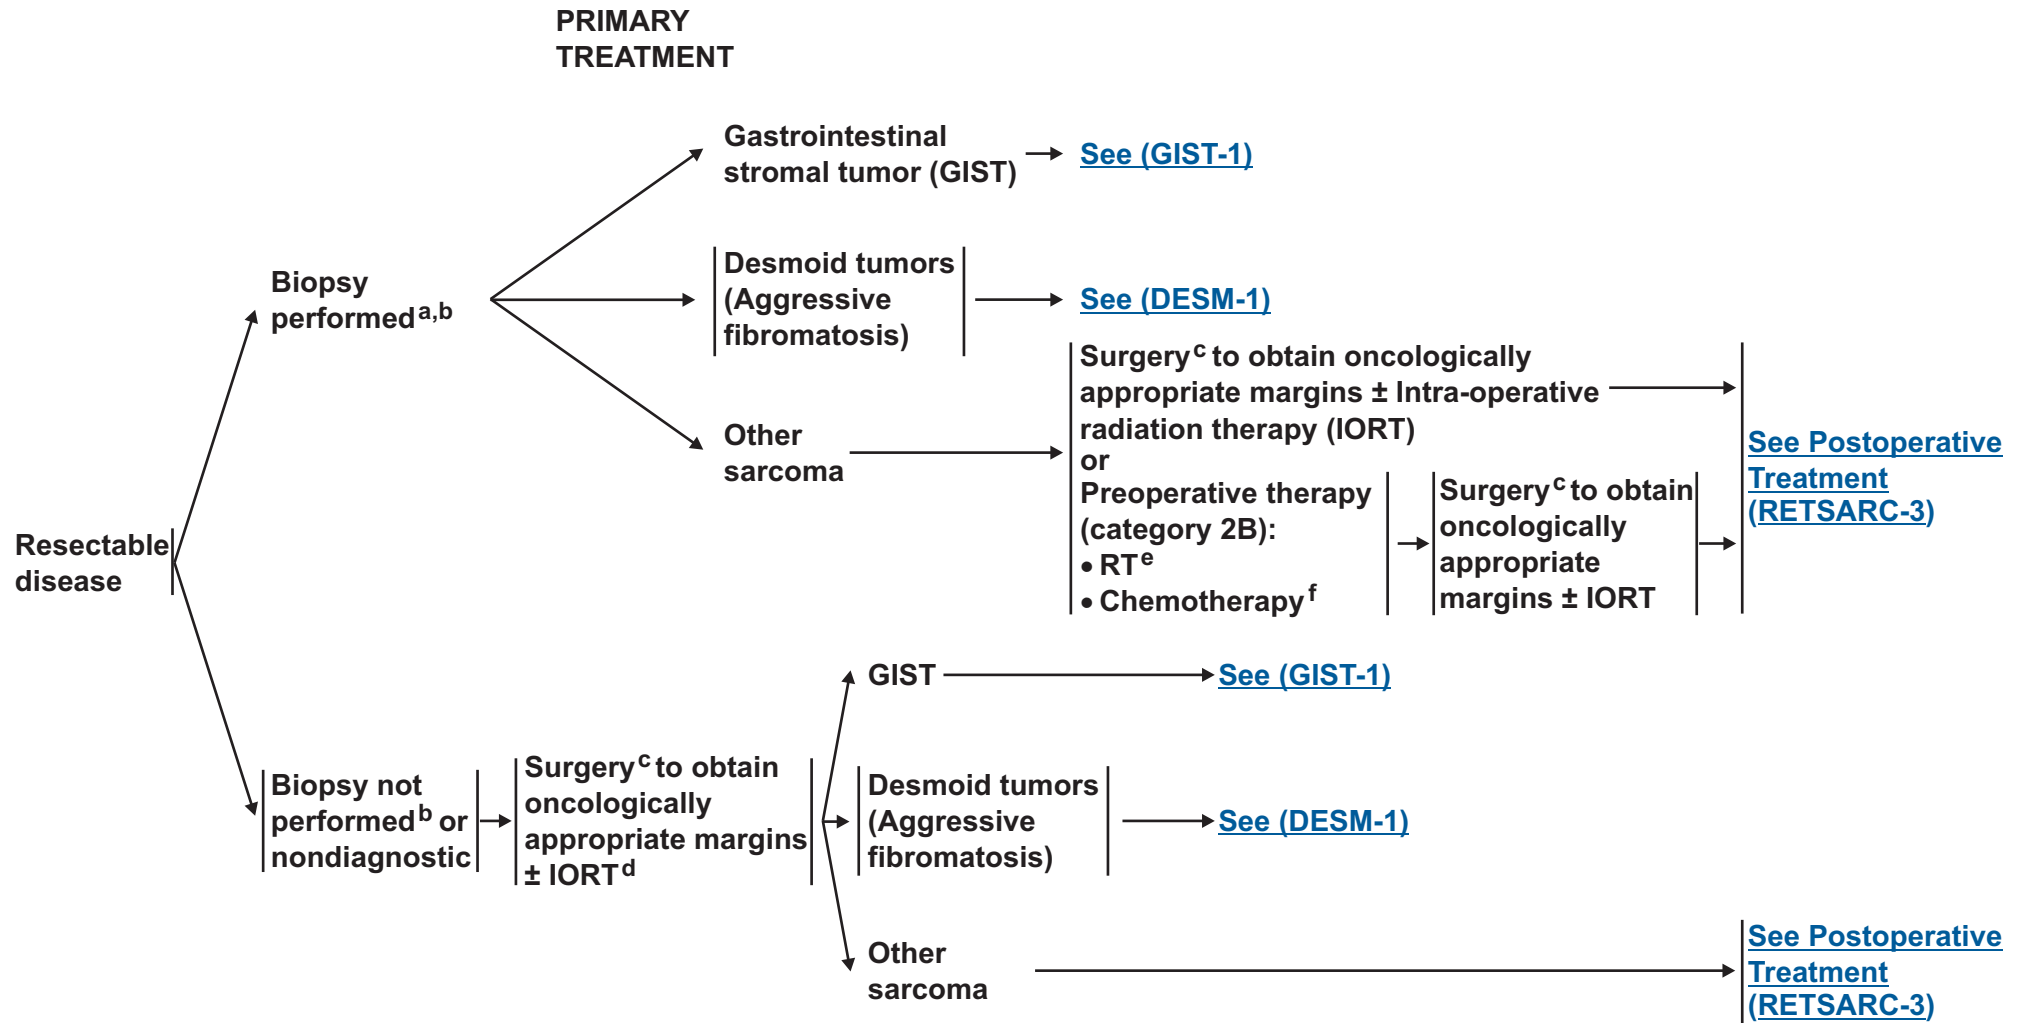 PRIMARY
TREATMENT
Gastrointestinal
stromal tumor (GIST)
See (GIST-1)
Biopsy
performed a,b
Desmoid tumors
(Aggressive
fibromatosis)
See (DESM-1)
Other
sarcoma
Surgery c to obtain oncologically
appropriate margins ± Intra-operative
radiation therapy (IORT)
or
Preoperative therapy
(category 2B):
• RT e
• Chemotherapy f
Surgery c to obtain
oncologically
appropriate
margins ± IORT
See Postoperative
Treatment
(RETSARC-3)
Resectable
disease
Biopsy not
performed b or
nondiagnostic
Surgery c to obtain
oncologically
appropriate margins
± IORT d
GIST
See (GIST-1)
Desmoid tumors
(Aggressive
fibromatosis)
See (DESM-1)
Other
sarcoma
See Postoperative
Treatment
(RETSARC-3)